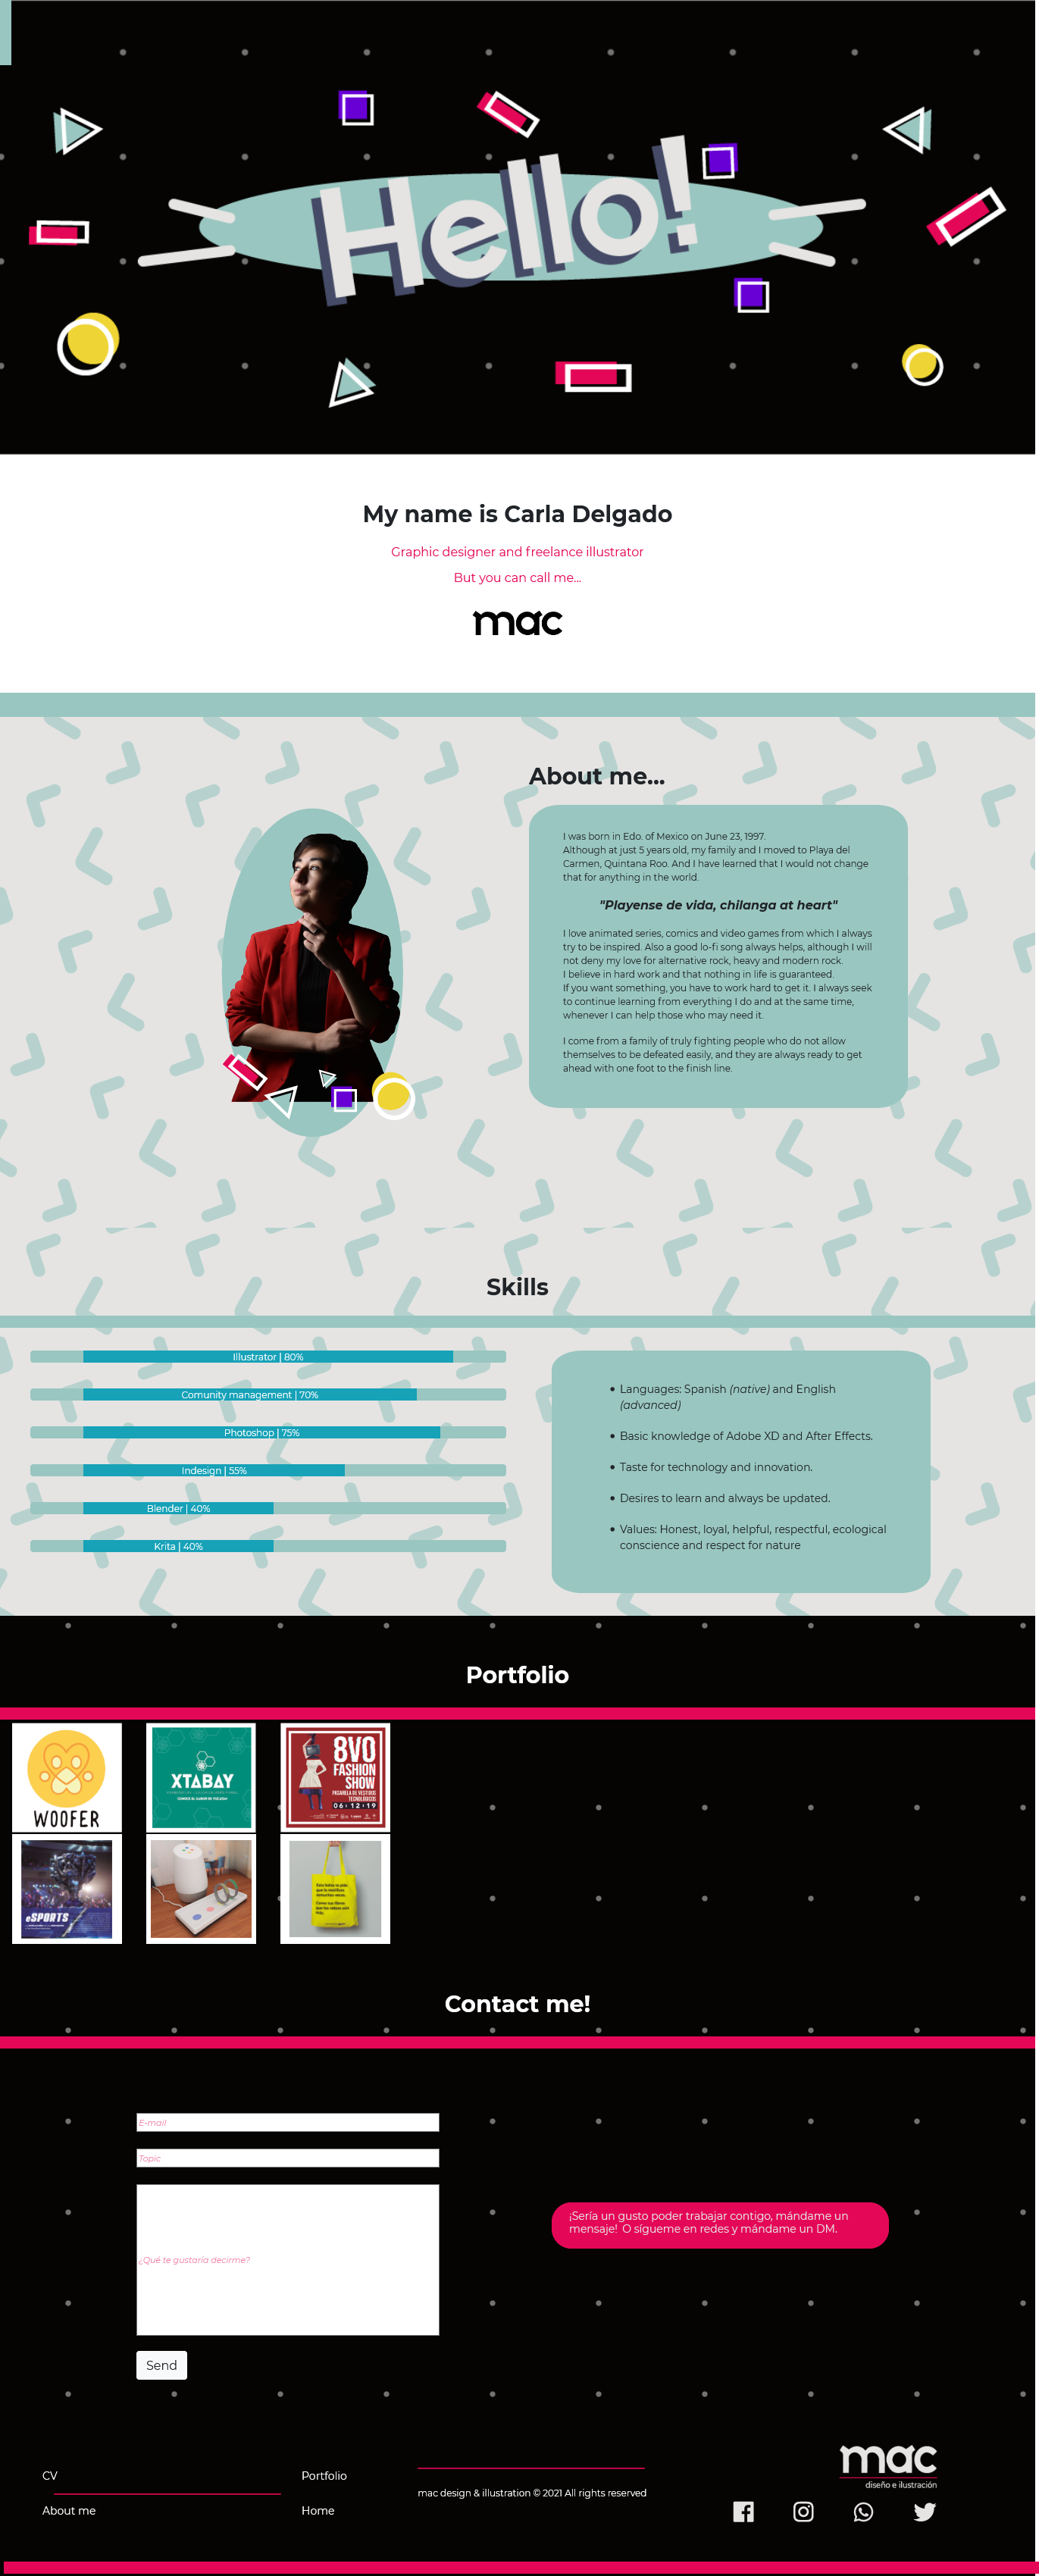 Hello!
My name is Carla Delgado
Graphic designer and freelance illustrator
But you can call me...
mac
About me...
I was born in Edo. of Mexico on June 23, 1997.
Although at just 5 years old, my family and I moved to Playa del
Carmen, Quintana Roo. And I have learned that I would not change
that for anything in the world.
"Playense de vida, chilanga at heart"
I love animated series, comics and video games from which I always
try to be inspired. Also a good lo-fi song always helps, although I will
not deny my love for alternative rock, heavy and modern rock.
I believe in hard work and that nothing in life is guaranteed.
If you want something, you have to work hard to get it. I always seek
to continue learning from everything I do and at the same time,
whenever I can help those who may need it.
I come from a family of truly fighting people who do not allow
themselves to be defeated easily, and they are always ready to get
ahead with one foot to the finish line.
Skills
Illustrator | 80%
Comunity management | 70%
Photoshop | 75%
Indesign | 55%
Blender | 40%
Krita | 40%
• Languages: Spanish (native) and English
(advanced)
• Basic knowledge of Adobe XD and After Effects.
• Taste for technology and innovation.
• Desires to learn and always be updated.
• Values: Honest, loyal, helpful, respectful, ecological
conscience and respect for nature
Portfolio
WOOFER
XTABAY
8VO
FASHION
SHOW
PASARELA DE VESTIDOS
TECNOLÓGICOS
06·12·19
eSPORTS
Contact me!
E-mail
Topic
¿Qué te gustaría decirme?
Send
¡Sería un gusto poder trabajar contigo, mándame un
mensaje! O sígueme en redes y mándame un DM.
CV
About me
Portfolio
Home
mac design & illustration © 2021 All rights reserved
mac
diseño e ilustración